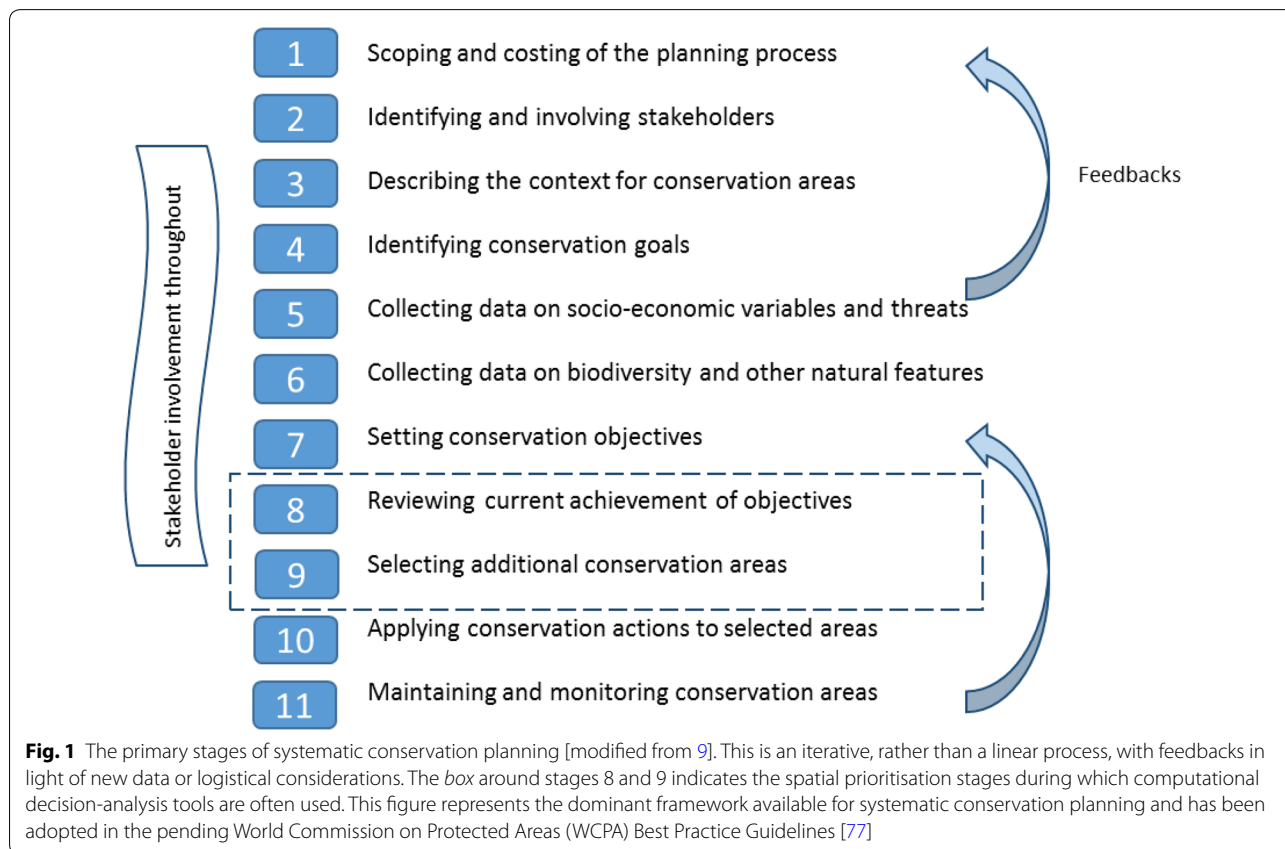 1 Scoping and costing of the planning process
2 Identifying and involving stakeholders
3 Describing the context for conservation areas
4 Identifying conservation goals
5 Collecting data on socio-economic variables and threats
6 Collecting data on biodiversity and other natural features
7 Setting conservation objectives
8 Reviewing current achievement of objectives
9 Selecting additional conservation areas
10 Applying conservation actions to selected areas
11 Maintaining and monitoring conservation areas
Stakeholder involvement throughout
Feedbacks
Fig. 1 The primary stages of systematic conservation planning [modified from 9]. This is an iterative, rather than a linear process, with feedbacks in
light of new data or logistical considerations. The box around stages 8 and 9 indicates the spatial prioritisation stages during which computational
decision-analysis tools are often used. This figure represents the dominant framework available for systematic conservation planning and has been
adopted in the pending World Commission on Protected Areas (WCPA) Best Practice Guidelines [77]